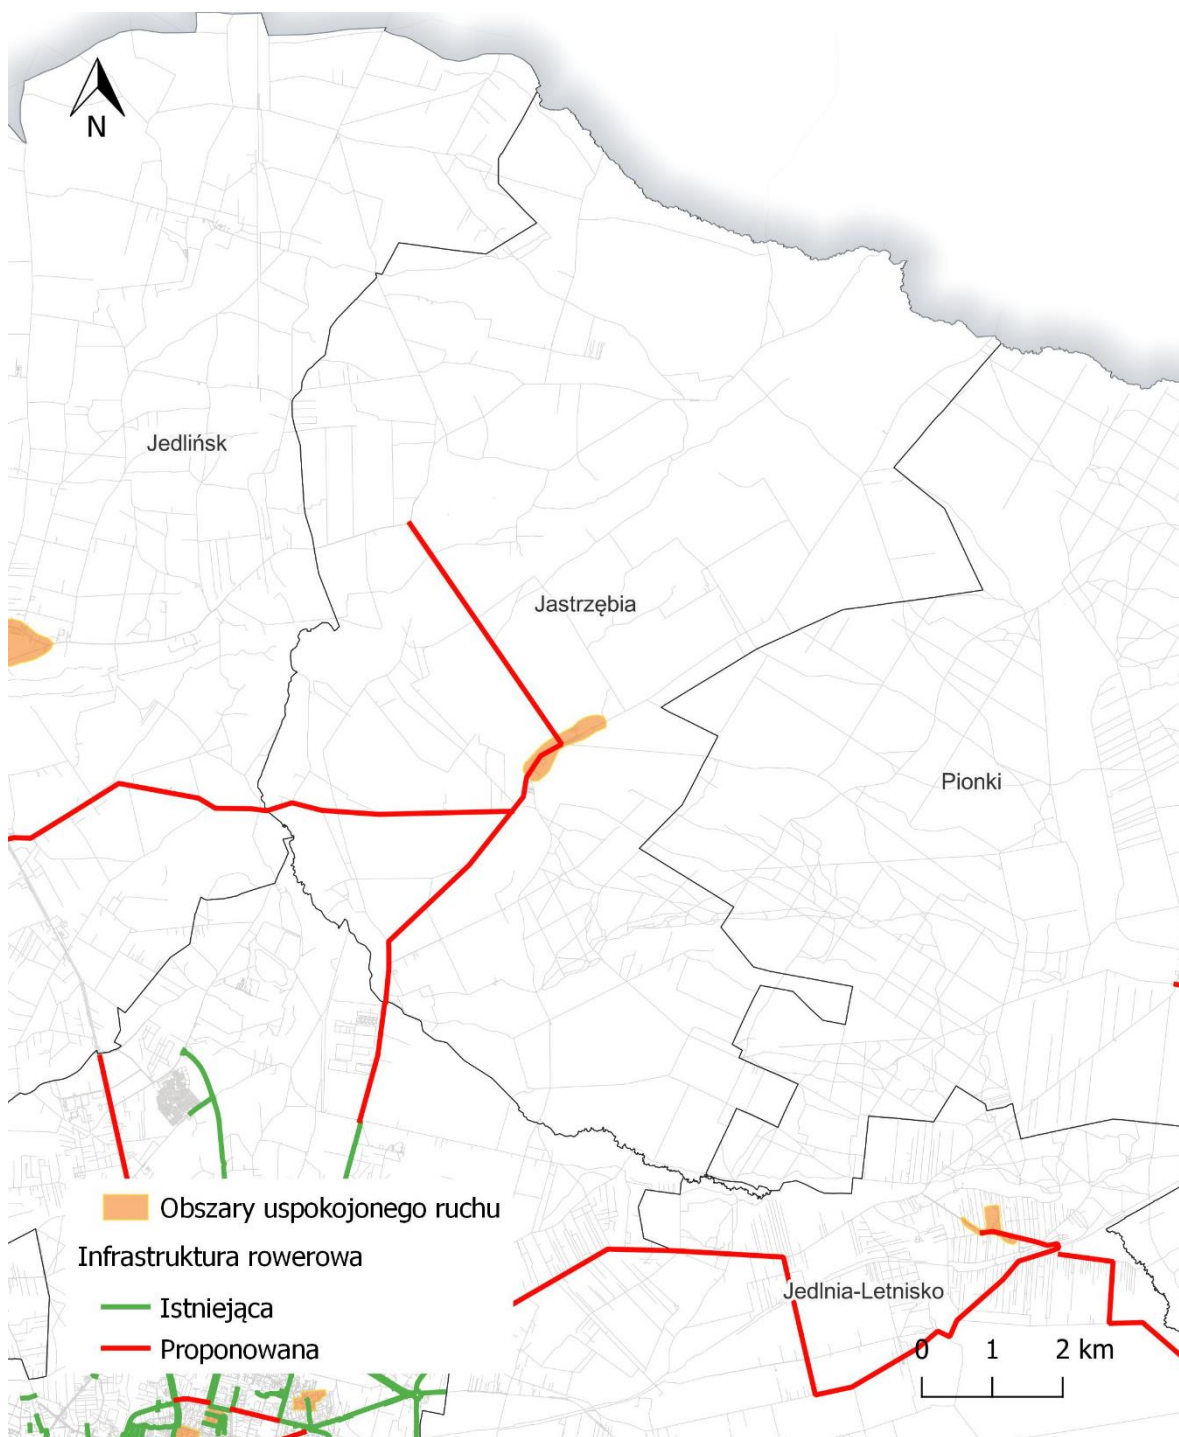 N
Jedlińsk
Jastrzębia
Pionki
Obszary uspokojonego ruchu
Infrastruktura rowerowa
Istniejąca
Proponowana
Jedlnia-Letnisko
0 1 2 km